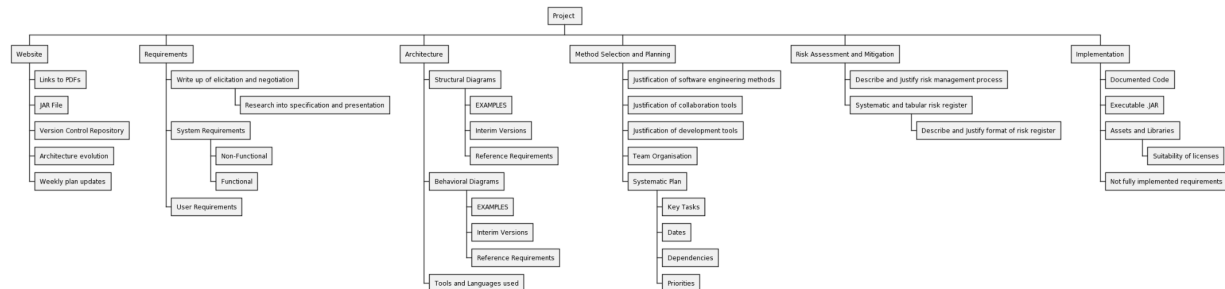 Project
Website
Links to PDFs
JAR File
Version Control Repository
Architecture evolution
Weekly plan updates
Requirements
Write up of elicitation and negotiation
Research into specification and presentation
System Requirements
Non-Functional
Functional
User Requirements
Architecture
Structural Diagrams
EXAMPLES
Interim Versions
Reference Requirements
Behavioral Diagrams
EXAMPLES
Interim Versions
Reference Requirements
Tools and Languages used
Method Selection and Planning
Justification of software engineering methods
Justification of collaboration tools
Justification of development tools
Team Organisation
Systematic Plan
Key Tasks
Dates
Dependencies
Priorities
Risk Assessment and Mitigation
Describe and Justify risk management process
Systematic and tabular risk register
Describe and Justify format of risk register
Implementation
Documented Code
Executable .JAR
Assets and Libraries
Suitability of licenses
Not fully implemented requirements